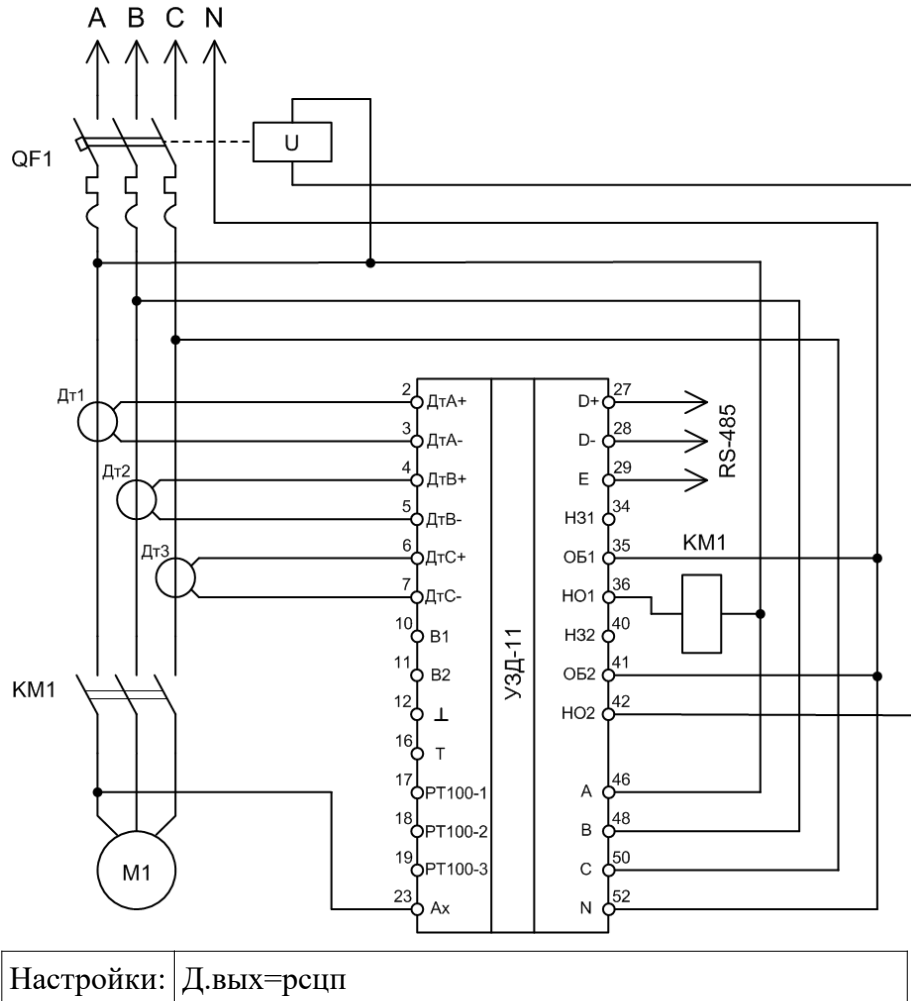 A B C N
QF1
U
Дт1
Дт2
Дт3
KM1
M1
УЗД-11
2 ДтА+
3 ДтА-
4 ДтВ+
5 ДтВ-
6 ДтС+
7 ДтС-
10 В1
11 В2
12 ⊥
16 Т
17 РТ100-1
18 РТ100-2
19 РТ100-3
23 Ах
D+ 27
D- 28
E 29
RS-485
НЗ1 34
ОБ1 35
НО1 36
KM1
НЗ2 40
ОБ2 41
НО2 42
A 46
B 48
C 50
N 52
Настройки: Д.вых=рсцп